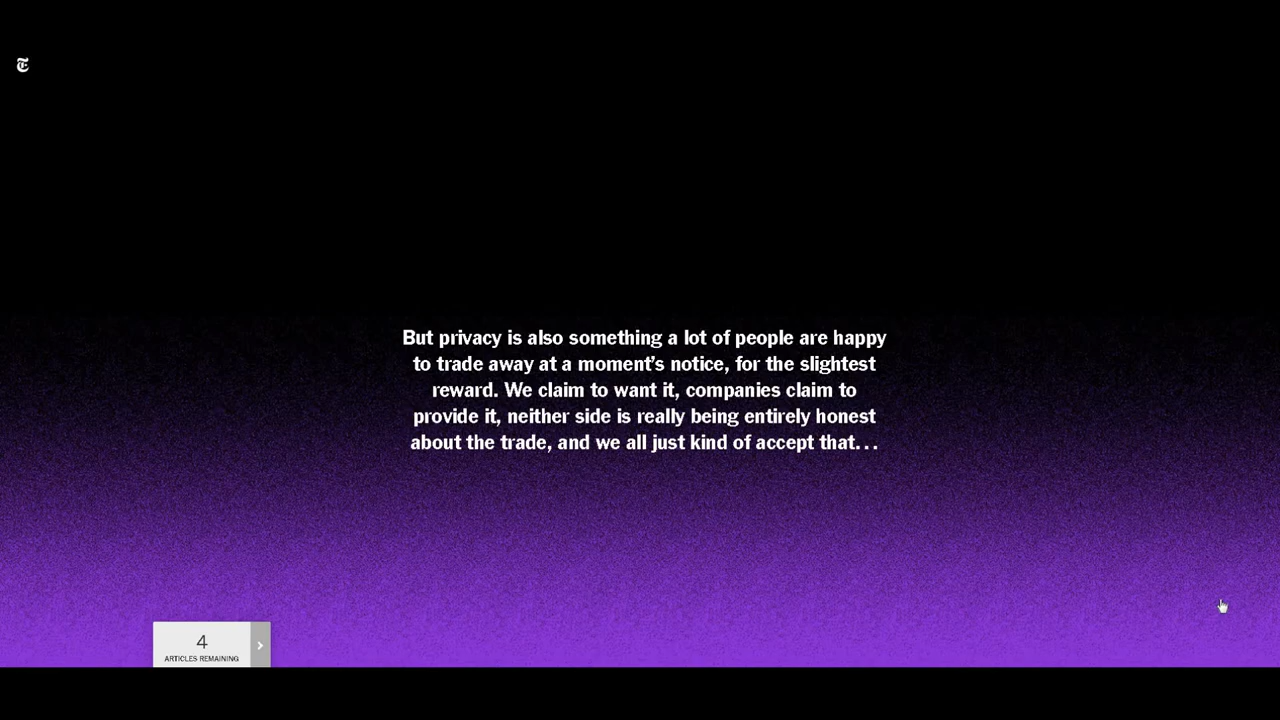 T
But privacy is also something a lot of people are happy
to trade away at a moment's notice, for the slightest
reward. We claim to want it, companies claim to
provide it, neither side is really being entirely honest
about the trade, and we all just kind of accept that...
4
ARTICLES REMAINING